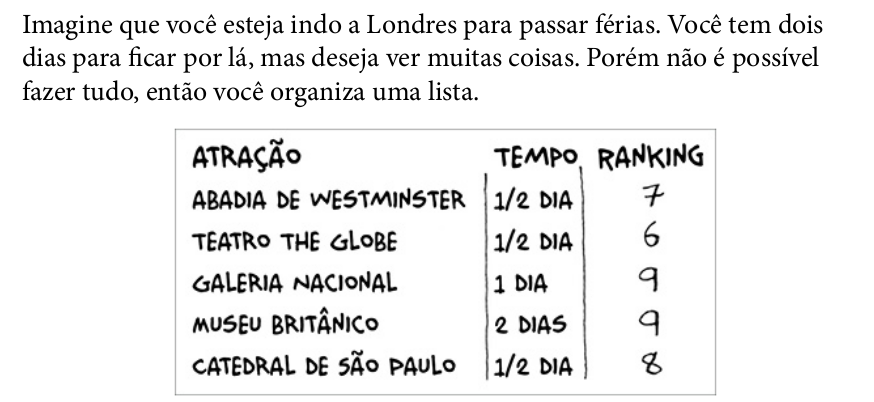 Imagine que você esteja indo a Londres para passar férias. Você tem dois
dias para ficar por lá, mas deseja ver muitas coisas. Porém não é possível
fazer tudo, então você organiza uma lista.
ATRAÇÃO TEMPO RANKING
ABADIA DE WESTMINSTER 1/2 DIA 7
TEATRO THE GLOBE 1/2 DIA 6
GALERIA NACIONAL 1 DIA 9
MUSEU BRITÂNICO 2 DIAS 9
CATEDRAL DE SÃO PAULO 1/2 DIA 8